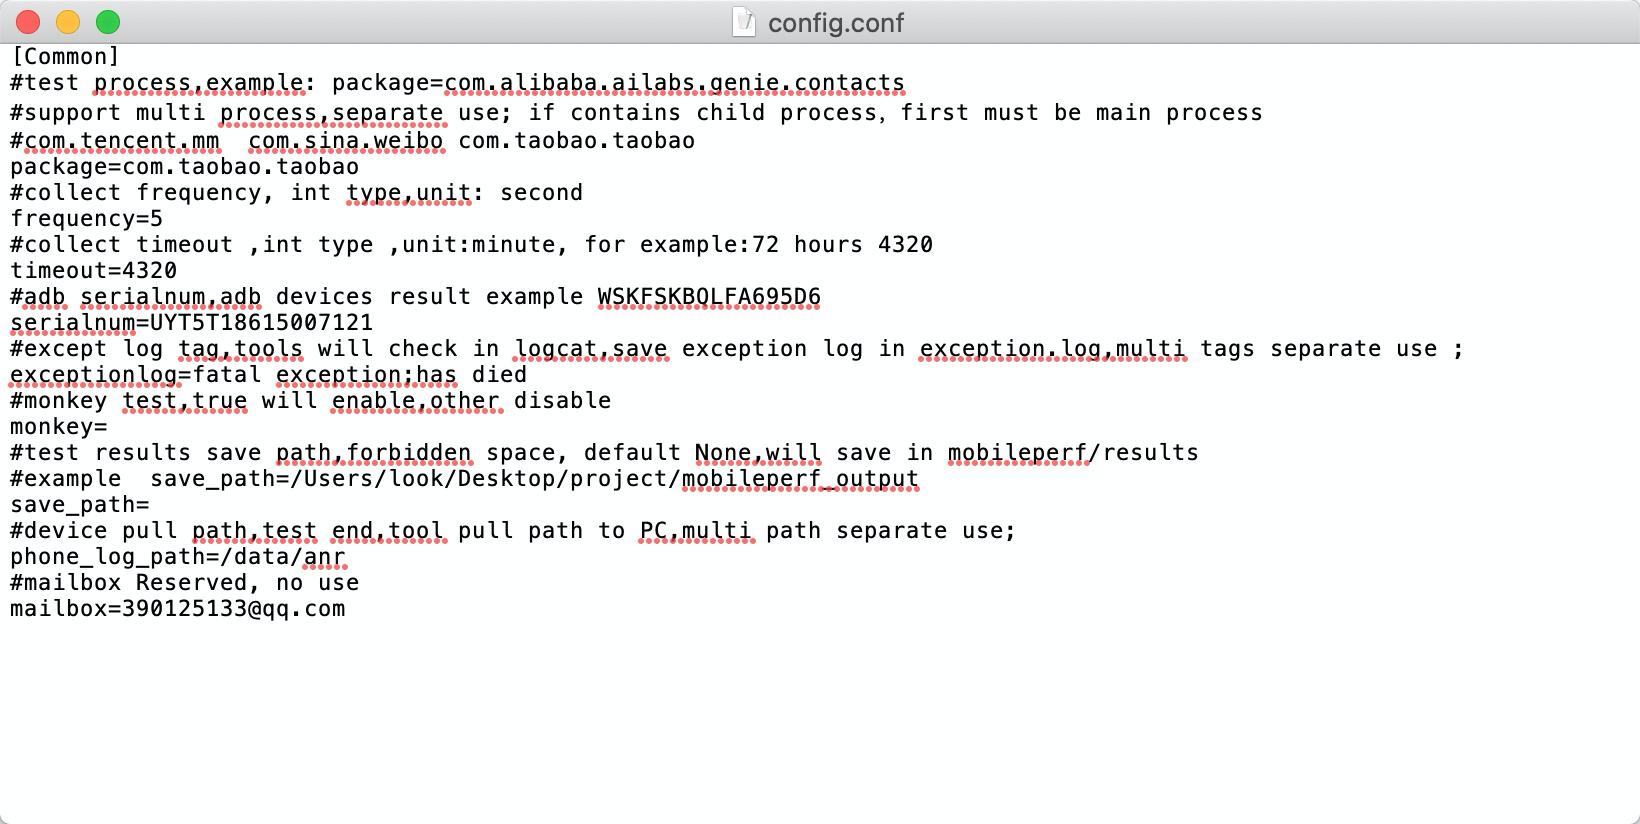 config.conf
[Common]
#test process,example: package=com.alibaba.ailabs.genie.contacts
#support multi process,separate use; if contains child process, first must be main process
#com.tencent.mm  com.sina.weibo com.taobao.taobao
package=com.taobao.taobao
#collect frequency, int type,unit: second
frequency=5
#collect timeout ,int type ,unit:minute, for example:72 hours 4320
timeout=4320
#adb serialnum,adb devices result example WSKFSKBQLFA695D6
serialnum=UYT5T18615007121
#except log tag,tools will check in logcat,save exception log in exception.log,multi tags separate use ;
exceptionlog=fatal exception;has died
#monkey test,true will enable,other disable
monkey=
#test results save path,forbidden space, default None,will save in mobileperf/results
#example  save_path=/Users/look/Desktop/project/mobileperf_output
save_path=
#device pull path,test end,tool pull path to PC,multi path separate use;
phone_log_path=/data/anr
#mailbox Reserved, no use
mailbox=390125133@qq.com